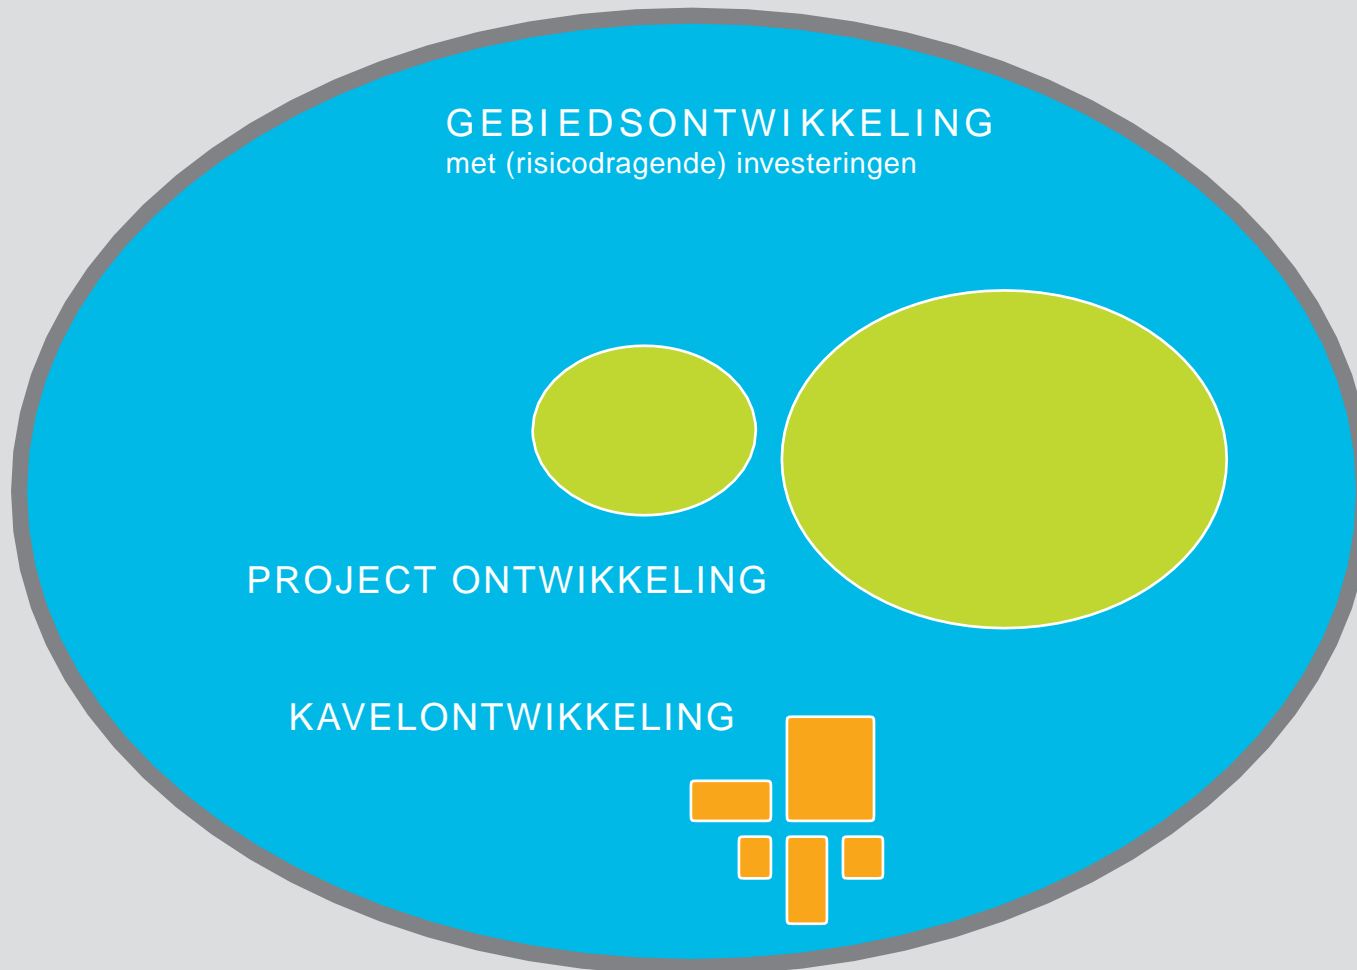 GEBIEDSONTWIKKELING
met (risicodragende) investeringen
PROJECT ONTWIKKELING
KAVELONTWIKKELING